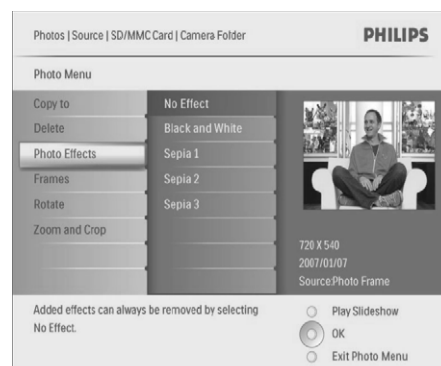 Photos | Source | SD/MMC Card | Camera Folder
PHILIPS
Photo Menu
Copy to
Delete
Photo Effects
Frames
Rotate
Zoom and Crop
No Effect
Black and White
Sepia 1
Sepia 2
Sepia 3
720 X 540
2007/01/07
Source:Photo Frame
Added effects can always be removed by selecting
No Effect.
Play Slideshow
OK
Exit Photo Menu